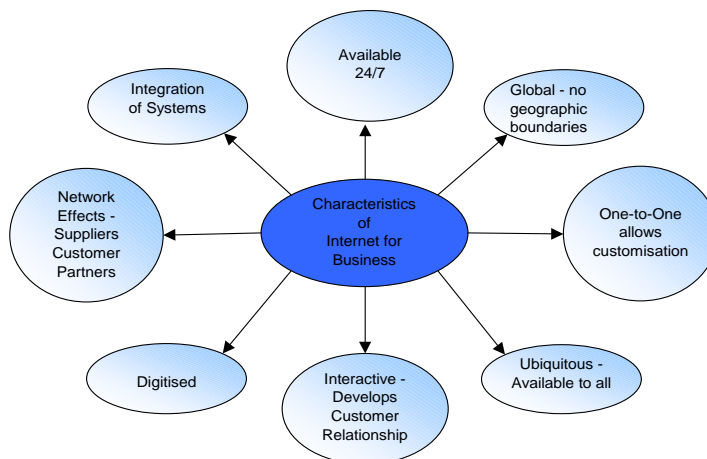 Available
24/7
Integration
of Systems
Global - no
geographic
boundaries
Network
Effects -
Suppliers
Customer
Partners
Characteristics
of
Internet for
Business
One-to-One
allows
customisation
Digitised
Interactive -
Develops
Customer
Relationship
Ubiquitous -
Available to all